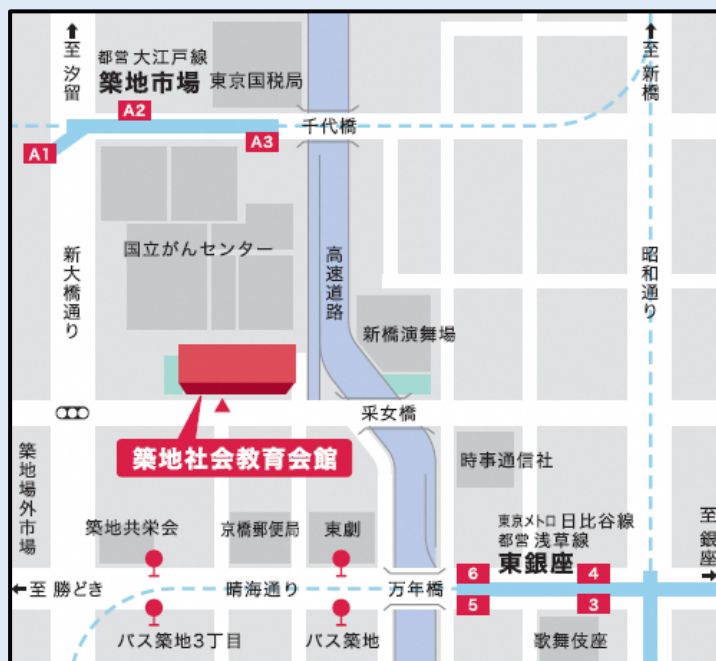 至 汐留
都営 大江戸線
築地市場
東京国税局
至 新橋
A2
A3
A1
千代橋
国立がんセンター
新大橋通り
高速道路
昭和通り
新橋演舞場
采女橋
築地社会教育会館
築地場外市場
時事通信社
築地共栄会
京橋郵便局
東劇
東京メトロ 日比谷線
都営 浅草線
東銀座
至 銀座
6
4
至 勝どき
晴海通り
万年橋
5
3
バス築地3丁目
バス築地
歌舞伎座